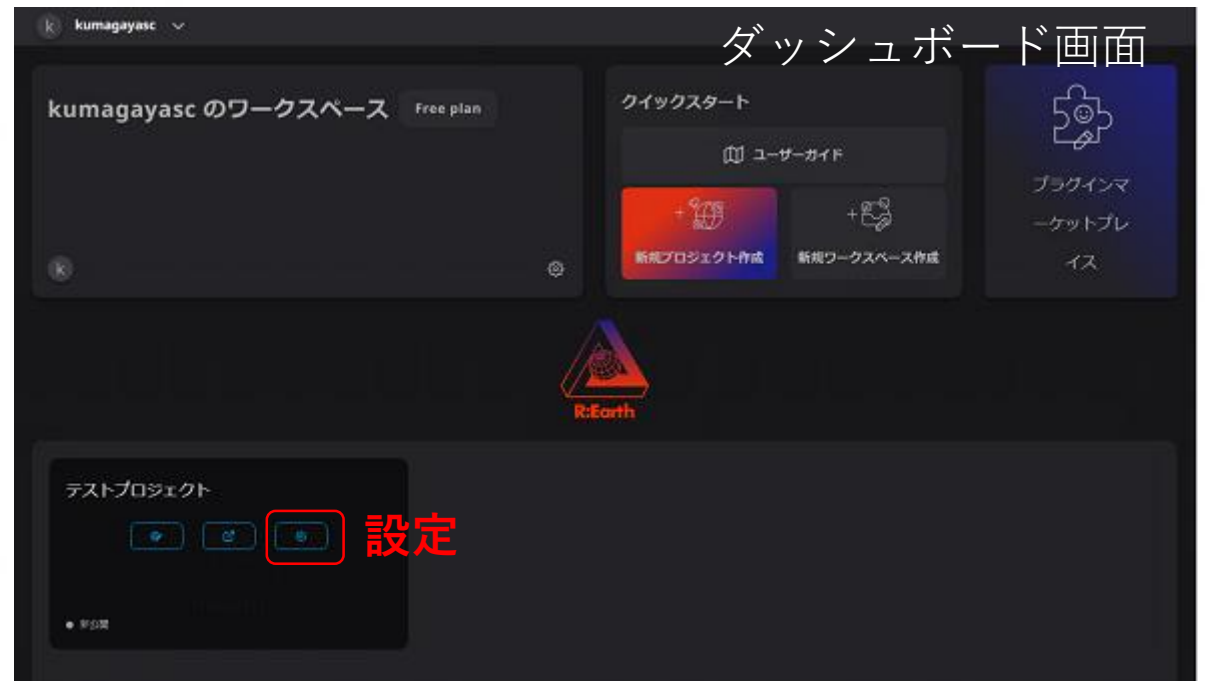 k kumagayasc
ダッシュボード画面
kumagayasc のワークスペース Free plan
k
クイックスタート
ユーザーガイド
新規プロジェクト作成
新規ワークスペース作成
プラグインマ
ーケットプレ
イス
R:Earth
テストプロジェクト
設定
非公開